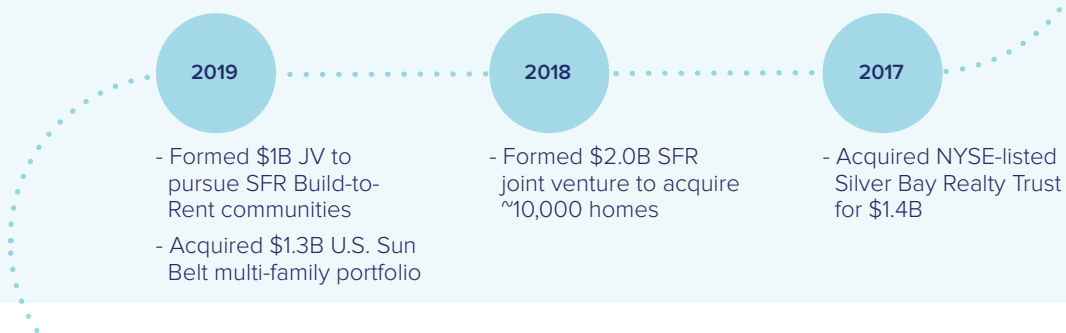 2019
- Formed $1B JV to
pursue SFR Build-to-
Rent communities
- Acquired $1.3B U.S. Sun
Belt multi-family portfolio
2018
- Formed $2.0B SFR
joint venture to acquire
~10,000 homes
2017
- Acquired NYSE-listed
Silver Bay Realty Trust
for $1.4B